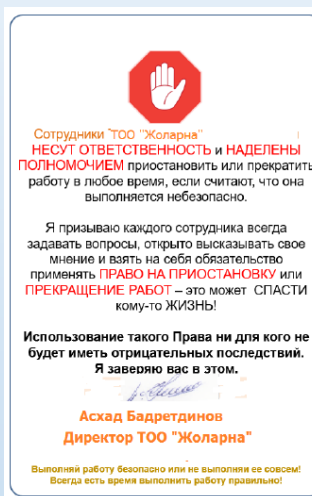 Сотрудники ТОО "Жоларна"
НЕСУТ ОТВЕТСТВЕННОСТЬ и НАДЕЛЕНЫ
ПОЛНОМОЧИЕМ приостановить или прекратить
работу в любое время, если считают, что она
выполняется небезопасно.
Я призываю каждого сотрудника всегда
задавать вопросы, открыто высказывать свое
мнение и взять на себя обязательство
применять ПРАВО НА ПРИОСТАНОВКУ или
ПРЕКРАЩЕНИЕ РАБОТ – это может СПАСТИ
кому-то ЖИЗНЬ!
Использование такого Права ни для кого не
будет иметь отрицательных последствий.
Я заверяю вас в этом.
Асхад Бадретдинов
Директор ТОО "Жоларна"
Выполняй работу безопасно или не выполняй ее совсем!
Всегда есть время выполнить работу правильно!